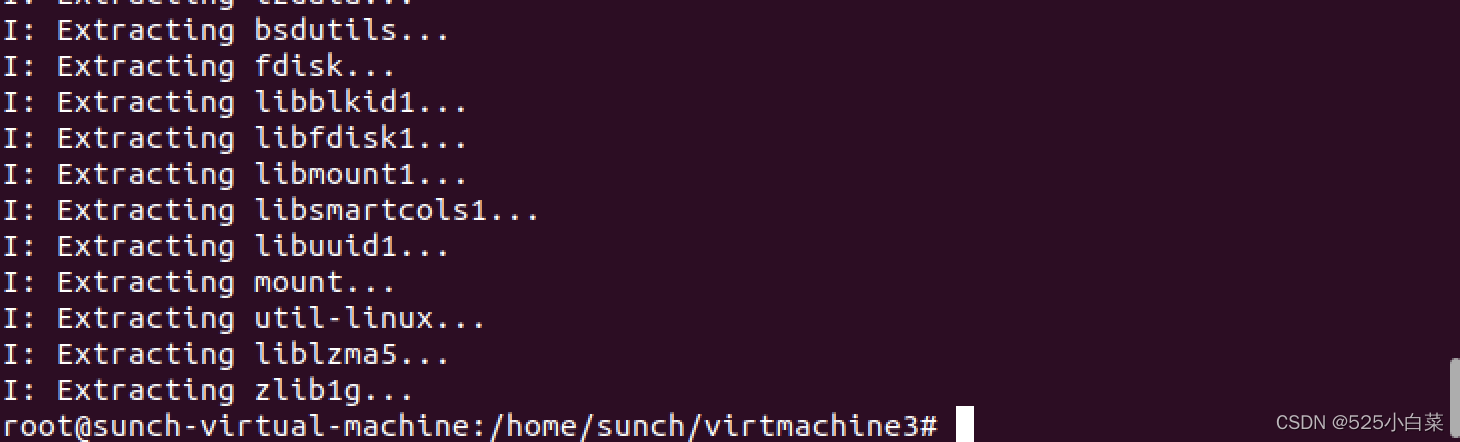 I: Extracting tzdata...
I: Extracting bsdutils...
I: Extracting fdisk...
I: Extracting libblkid1...
I: Extracting libfdisk1...
I: Extracting libmount1...
I: Extracting libsmartcols1...
I: Extracting libuuid1...
I: Extracting mount...
I: Extracting util-linux...
I: Extracting liblzma5...
I: Extracting zlib1g...
root@sunch-virtual-machine:/home/sunch/virtmachine3#
CSDN @525小白菜